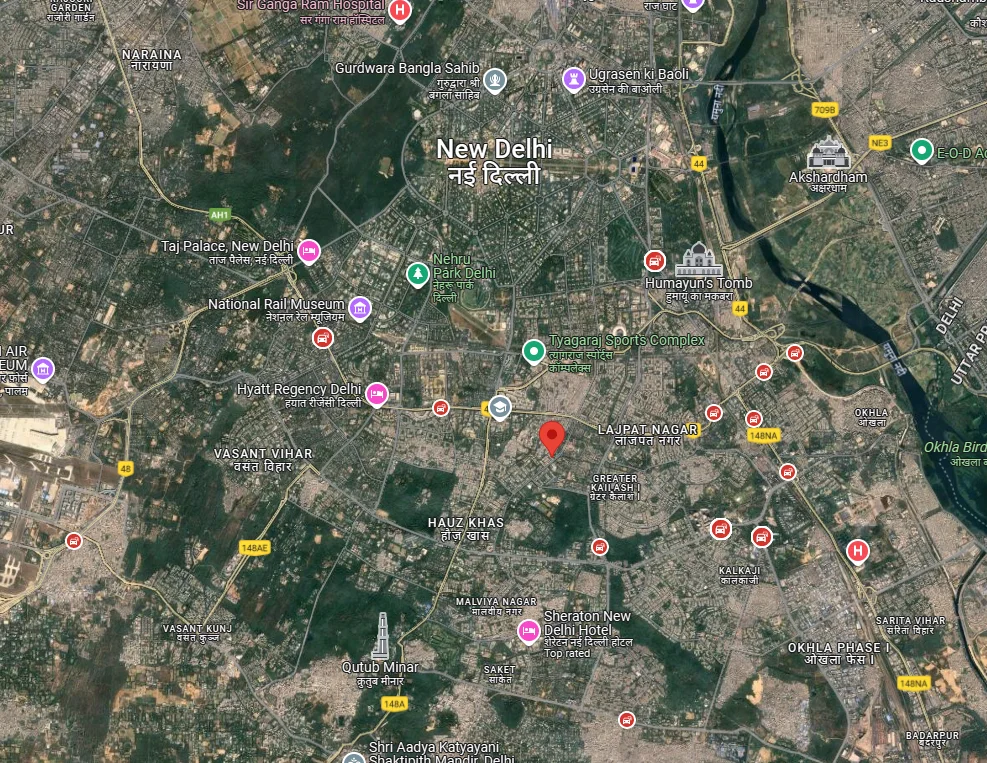 GARDEN
राजौरी गार्डन
Sir Ganga Ram Hospital
सर गंगा राम हॉस्पिटल
राज घाट
NARAINA
नारायणा
Gurdwara Bangla Sahib
गुरुद्वारा श्री
बंगला साहिब
Ugrasen ki Baoli
उग्रसेन की बाओली
यमुना नदी
709B
NE3
E-O-D A
New Delhi
नई दिल्ली
44
Akshardham
अक्षरधाम
AH1
UR
Taj Palace, New Delhi
ताज पैलेस, नई दिल्ली
Nehru
Park Delhi
नेहरू पार्क
दिल्ली
Humayun's Tomb
हुमायूं का मकबरा
National Rail Museum
नेशनल रेल म्यूजियम
44
DELHI
UTTAR PR
Tyagaraj Sports Complex
त्यागराज स्पोर्ट्स
कॉम्प्लेक्स
AIR
EUM
पालम
Hyatt Regency Delhi
हयात रीजेंसी दिल्ली
LAJPAT NAGAR
लाजपत नगर
148NA
OKHLA
ओखला
Okhla Bird
ओखला
VASANT VIHAR
वसंत विहार
48
GREATER
KAILASH I
ग्रेटर कैलाश I
HAUZ KHAS
हौज़ खास
148AE
KALKAJI
कालकाजी
MALVIYA NAGAR
मालवीय नगर
Sheraton New
Delhi Hotel
शेरेटन नई दिल्ली होटल
Top rated
VASANT KUNJ
वसंत कुञ्ज
SARITA VIHAR
सरिता विहार
OKHLA PHASE I
ओखला फेस I
Qutub Minar
क़ुतुब मीनार
SAKET
साकेत
148NA
148A
BADARPUR
बदरपुर
Shri Aadya Katyayani
Shaktipith Mandir, Delhi